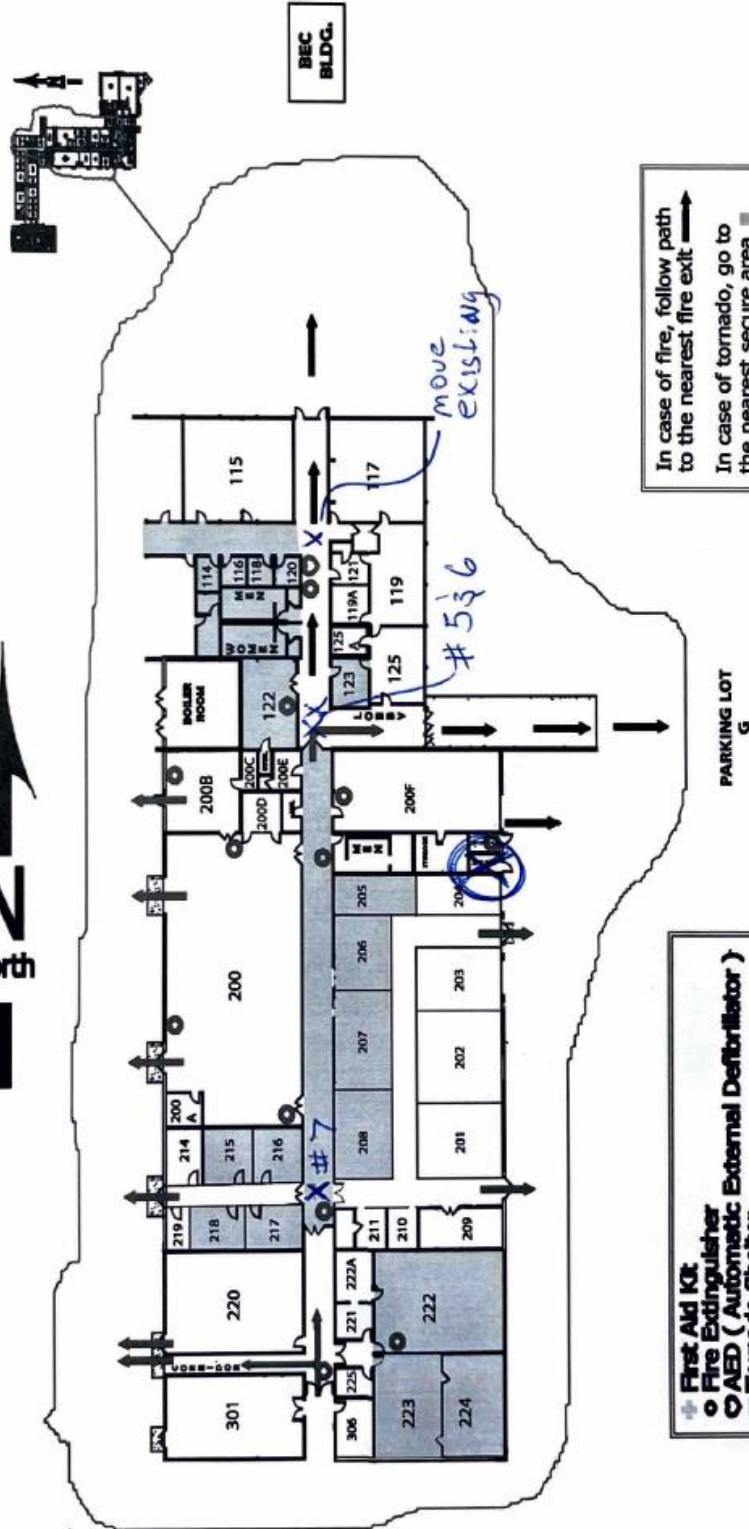 BEC
BLDG.
N
115
move
existing
114
116
118
120
MEN
WOMEN
117
121
119A
119
125
A
125
123
#5 & 6
BOILER
ROOM
122
LOBBY
200B
200C
200E
200D
200F
MEN
STORAGE
200
200
A
205
206
207
208
204
203
202
201
214
215
216
#7
219
218
217
211
210
209
220
222A
221
222
CORRIDOR
301
225
306
223
224
PARKING LOT
G
In case of fire, follow path
to the nearest fire exit
In case of tornado, go to
the nearest secure area
First Aid Kit
Fire Extinguisher
AED ( Automatic External Defibrillator )